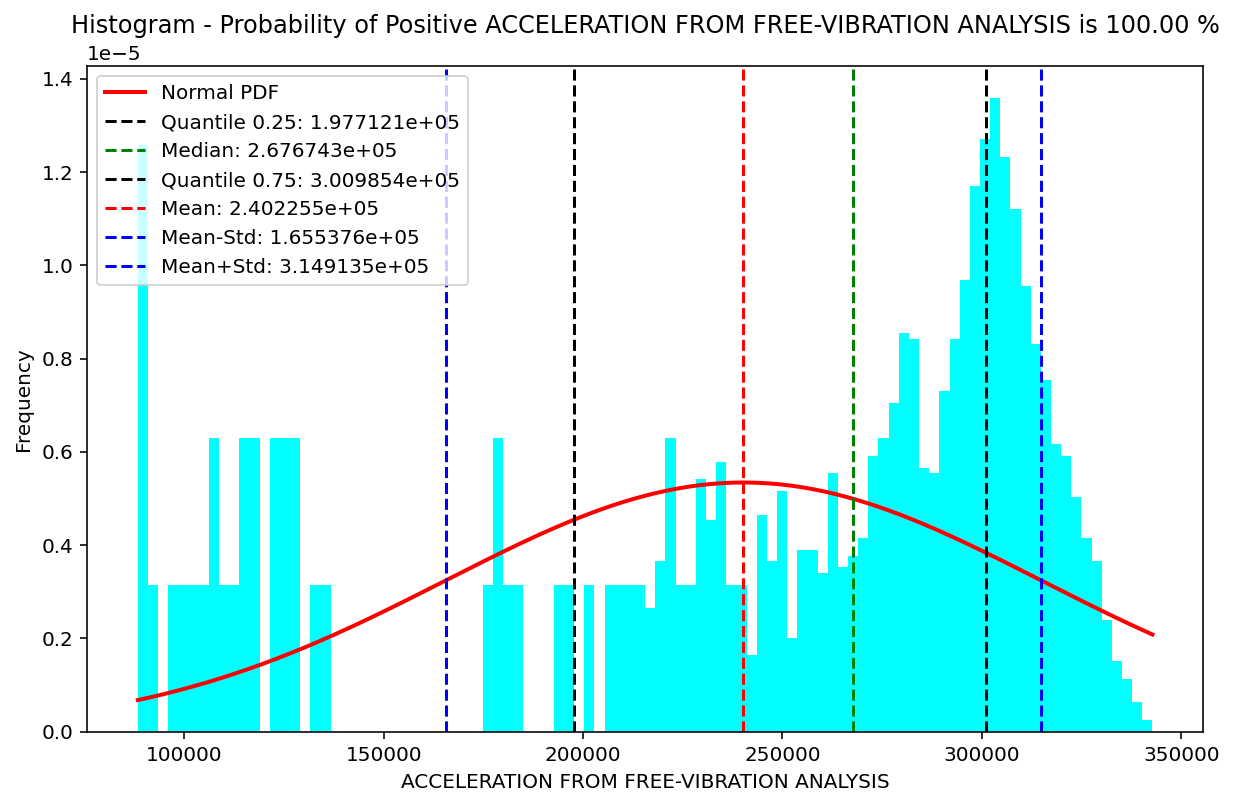 Histogram - Probability of Positive ACCELERATION FROM FREE-VIBRATION ANALYSIS is 100.00 %
1e−5
Normal PDF
Quantile 0.25: 1.977121e+05
Median: 2.676743e+05
Quantile 0.75: 3.009854e+05
Mean: 2.402255e+05
Mean-Std: 1.655376e+05
Mean+Std: 3.149135e+05
Frequency
1.4
1.2
1.0
0.8
0.6
0.4
0.2
0.0
100000 150000 200000 250000 300000 350000
ACCELERATION FROM FREE-VIBRATION ANALYSIS